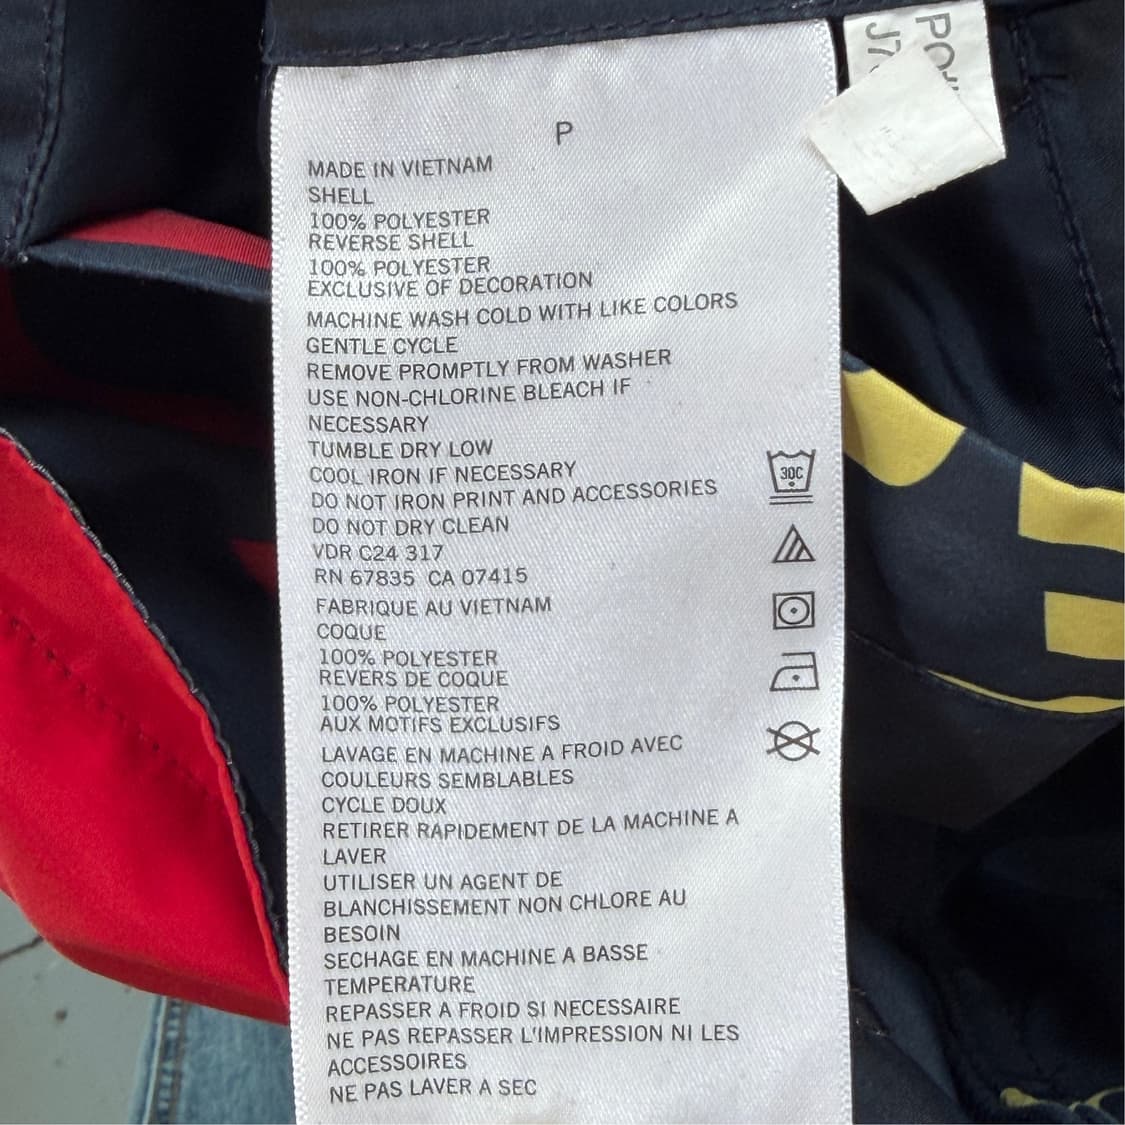 P
MADE IN VIETNAM
SHELL
100% POLYESTER
REVERSE SHELL
100% POLYESTER
EXCLUSIVE OF DECORATION
MACHINE WASH COLD WITH LIKE COLORS
GENTLE CYCLE
REMOVE PROMPTLY FROM WASHER
USE NON-CHLORINE BLEACH IF
NECESSARY
TUMBLE DRY LOW
COOL IRON IF NECESSARY
DO NOT IRON PRINT AND ACCESSORIES
DO NOT DRY CLEAN
VDR C24 317
RN 67835 CA 07415
FABRIQUE AU VIETNAM
COQUE
100% POLYESTER
REVERS DE COQUE
100% POLYESTER
AUX MOTIFS EXCLUSIFS
LAVAGE EN MACHINE A FROID AVEC
COULEURS SEMBLABLES
CYCLE DOUX
RETIRER RAPIDEMENT DE LA MACHINE A
LAVER
UTILISER UN AGENT DE
BLANCHISSEMENT NON CHLORE AU
BESOIN
SECHAGE EN MACHINE A BASSE
TEMPERATURE
REPASSER A FROID SI NECESSAIRE
NE PAS REPASSER L'IMPRESSION NI LES
ACCESSOIRES
NE PAS LAVER A SEC
30C